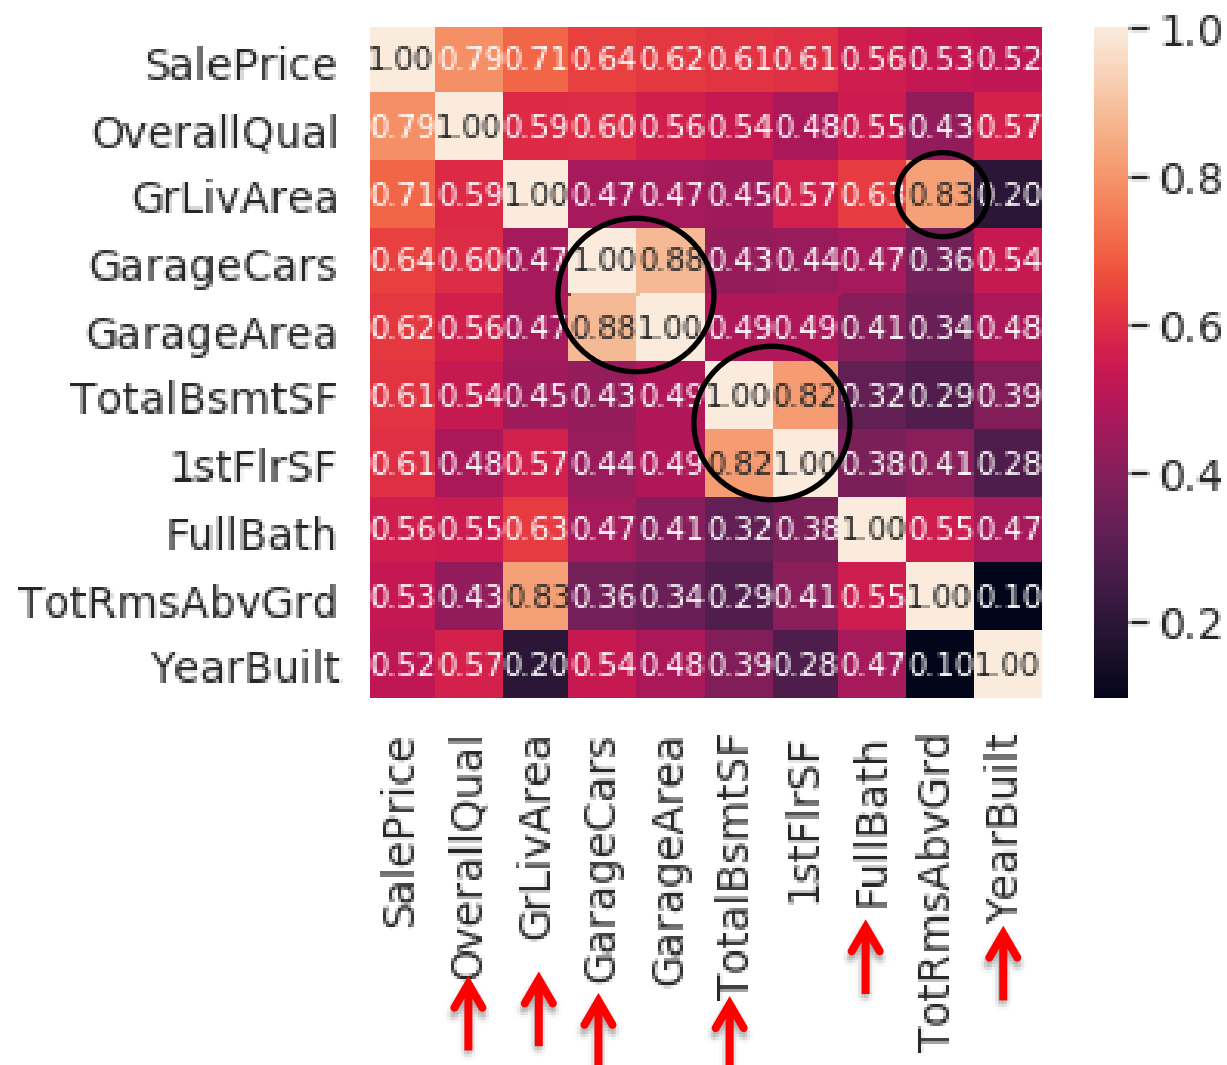 SalePrice 1.00 0.79 0.71 0.64 0.62 0.61 0.61 0.56 0.53 0.52
OverallQual 0.79 1.00 0.59 0.60 0.56 0.54 0.48 0.55 0.43 0.57
GrLivArea 0.71 0.59 1.00 0.47 0.47 0.45 0.57 0.63 0.83 0.20
GarageCars 0.64 0.60 0.47 1.00 0.88 0.43 0.44 0.47 0.36 0.54
GarageArea 0.62 0.56 0.47 0.88 1.00 0.49 0.49 0.41 0.34 0.48
TotalBsmtSF 0.61 0.54 0.45 0.43 0.49 1.00 0.82 0.32 0.29 0.39
1stFlrSF 0.61 0.48 0.57 0.44 0.49 0.82 1.00 0.38 0.41 0.28
FullBath 0.56 0.55 0.63 0.47 0.41 0.32 0.38 1.00 0.55 0.47
TotRmsAbvGrd 0.53 0.43 0.83 0.36 0.34 0.29 0.41 0.55 1.00 0.10
YearBuilt 0.52 0.57 0.20 0.54 0.48 0.39 0.28 0.47 0.10 1.00
SalePrice
OverallQual
GrLivArea
GarageCars
GarageArea
TotalBsmtSF
1stFlrSF
FullBath
TotRmsAbvGrd
YearBuilt
1.0
0.8
0.6
0.4
0.2